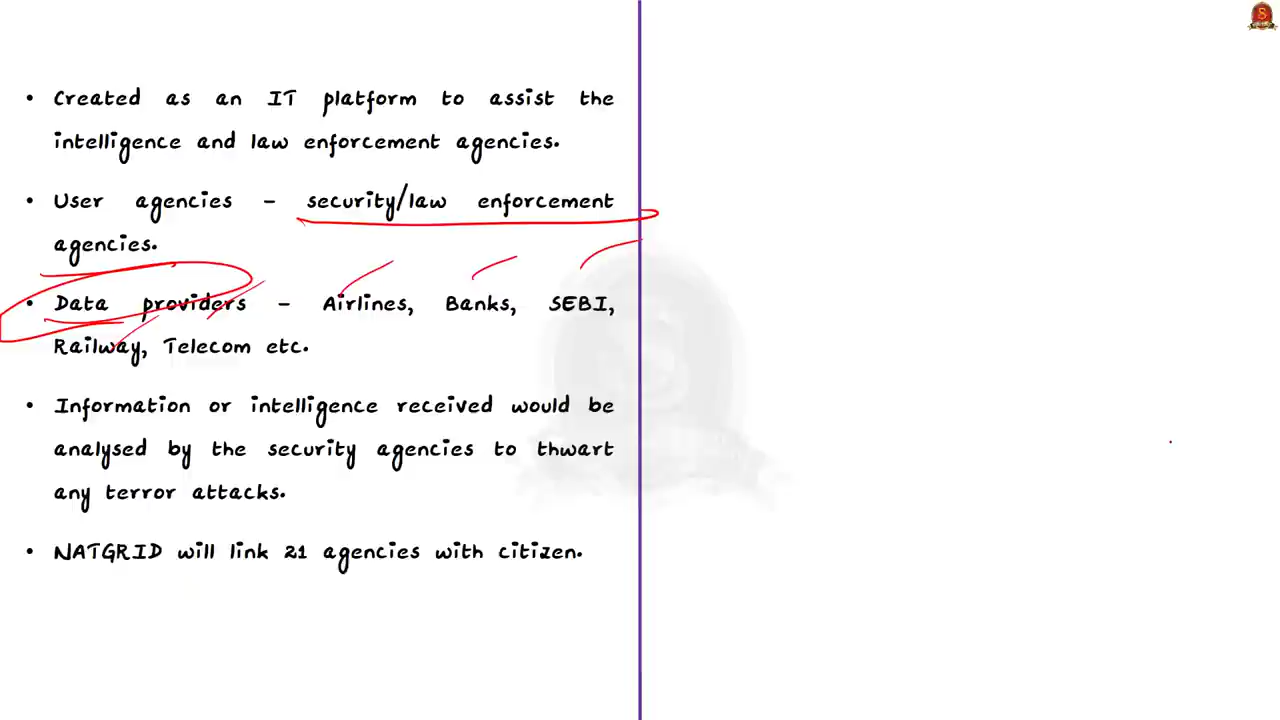 • Created as an IT platform to assist the
intelligence and law enforcement agencies.
• User agencies - security/law enforcement
agencies.
• Data providers - Airlines, Banks, SEBI,
Railway, Telecom etc.
• Information or intelligence received would be
analysed by the security agencies to thwart
any terror attacks.
• NATGRID will link 21 agencies with citizen.